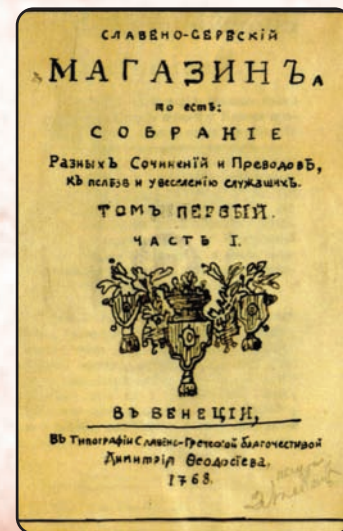 СЛАВЕНО-СЕРБСКІЙ
МАГАЗИНЪ,
то есть:
СОБРАНІЕ
Разныхъ Сочиненій и Преводовъ,
къ пользѣ и увеселенію служащихъ.
ТОМЪ ПЕРВЫЙ.
ЧАСТЬ I.
ВЪ ВЕНЕЦІИ,
Въ Типографіи Славено-Греческой благочестивой
Димитріа Ѳеодосіева.
1768.